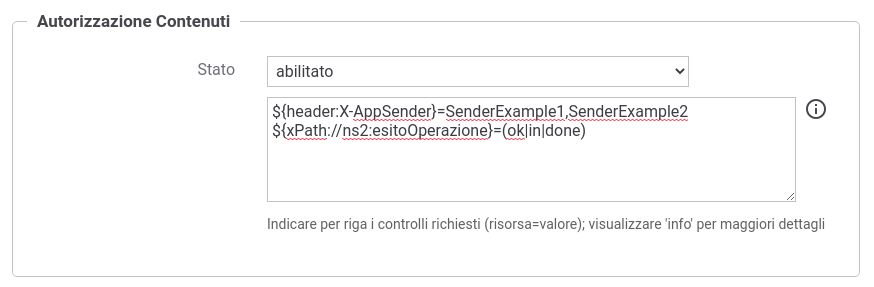 Autorizzazione Contenuti
Stato
abilitato
${header:X-AppSender}=SenderExample1,SenderExample2
${xPath://ns2:esitoOperazione}=(ok|in|done)
Indicare per riga i controlli richiesti (risorsa=valore); visualizzare 'info' per maggiori dettagli